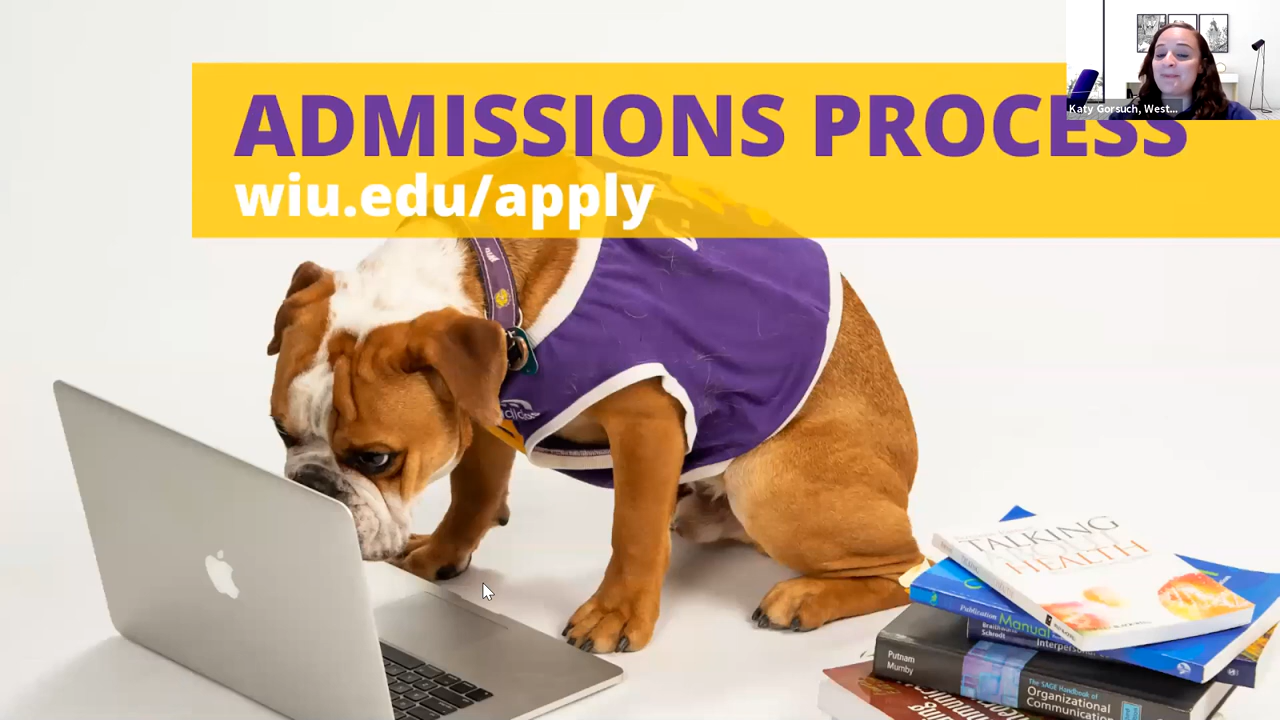 ADMISSIONS PROCESS
wiu.edu/apply
Katy Gorsuch, West...
TALKING
HEALTH
Publication Manual
Interpersonal
Putnam
Mumby
The SAGE Handbook of
Organizational
Communication